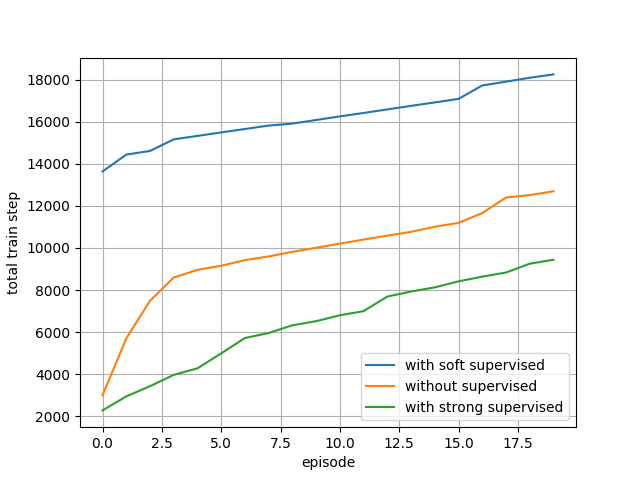 18000
16000
14000
12000
10000
8000
6000
4000
2000
total train step
0.0 2.5 5.0 7.5 10.0 12.5 15.0 17.5
episode
with soft supervised
without supervised
with strong supervised